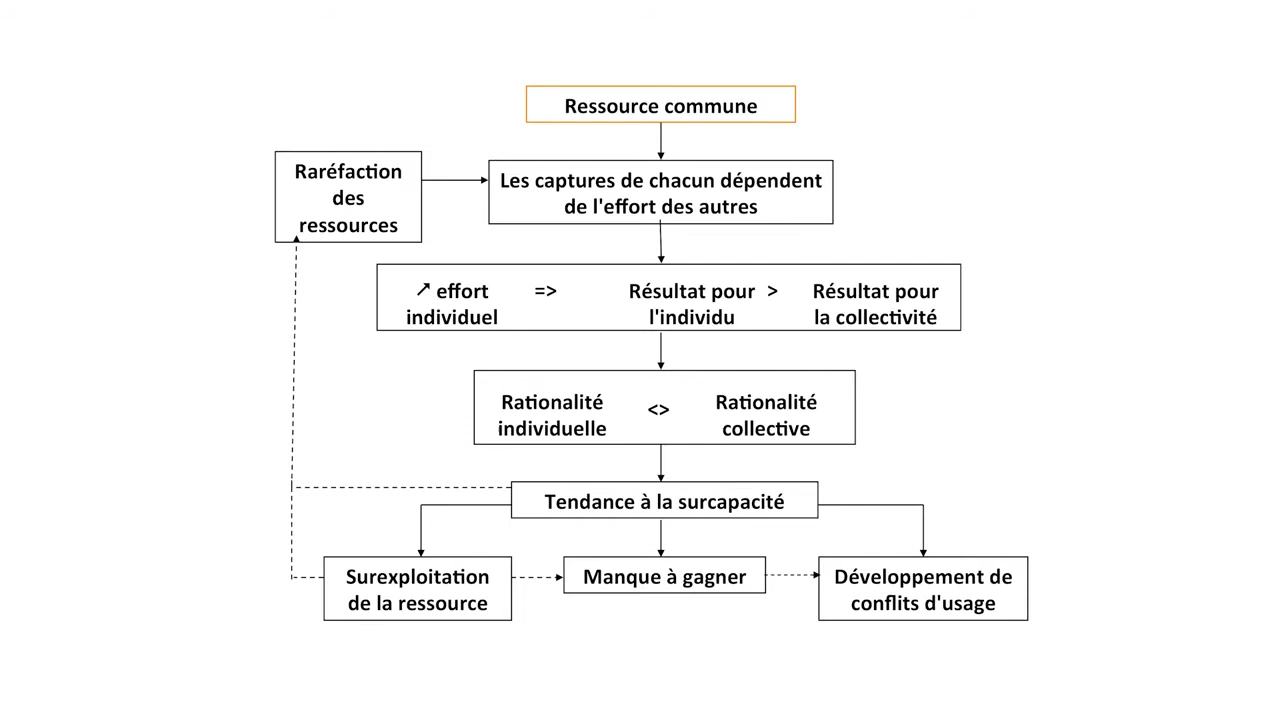 Ressource commune
Raréfaction
des
ressources
Les captures de chacun dépendent
de l'effort des autres
↗ effort
individuel
=>
Résultat pour
l'individu
>
Résultat pour
la collectivité
Rationalité
individuelle
<>
Rationalité
collective
Tendance à la surcapacité
Surexploitation
de la ressource
Manque à gagner
Développement de
conflits d'usage